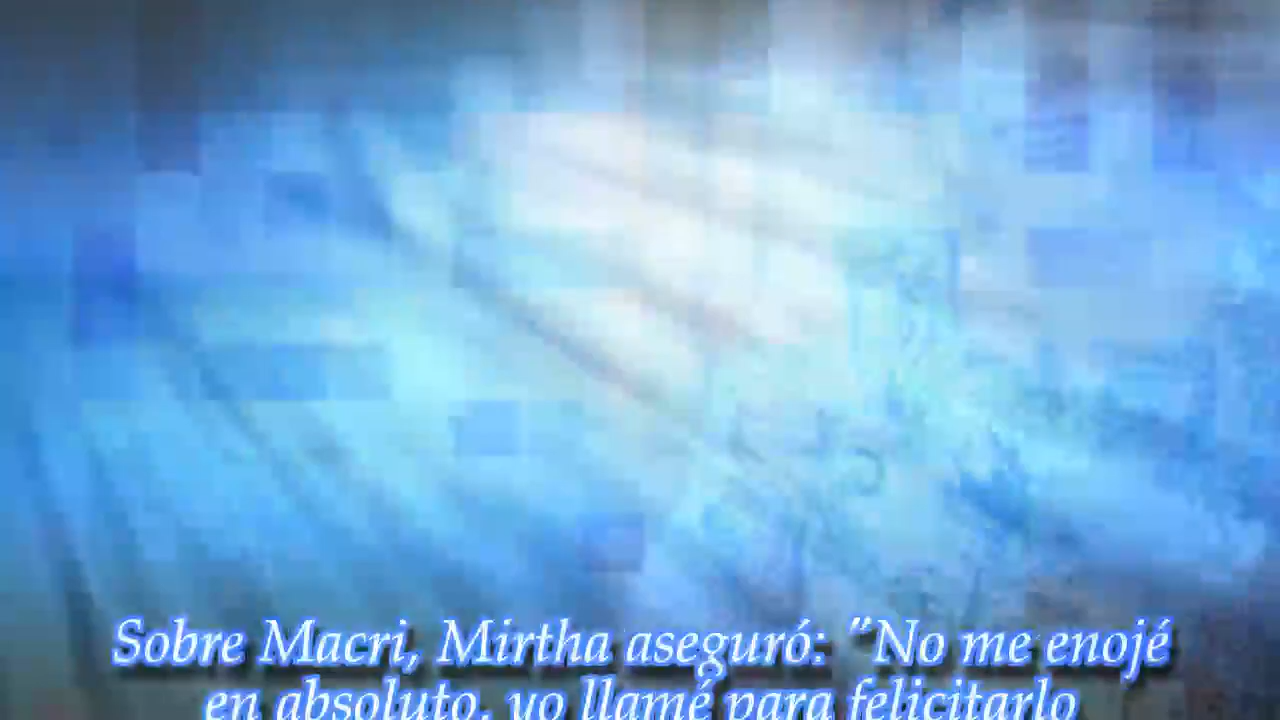 Sobre Macri, Mirtha aseguró: "No me enojé
en absoluto, yo llamé para felicitarlo